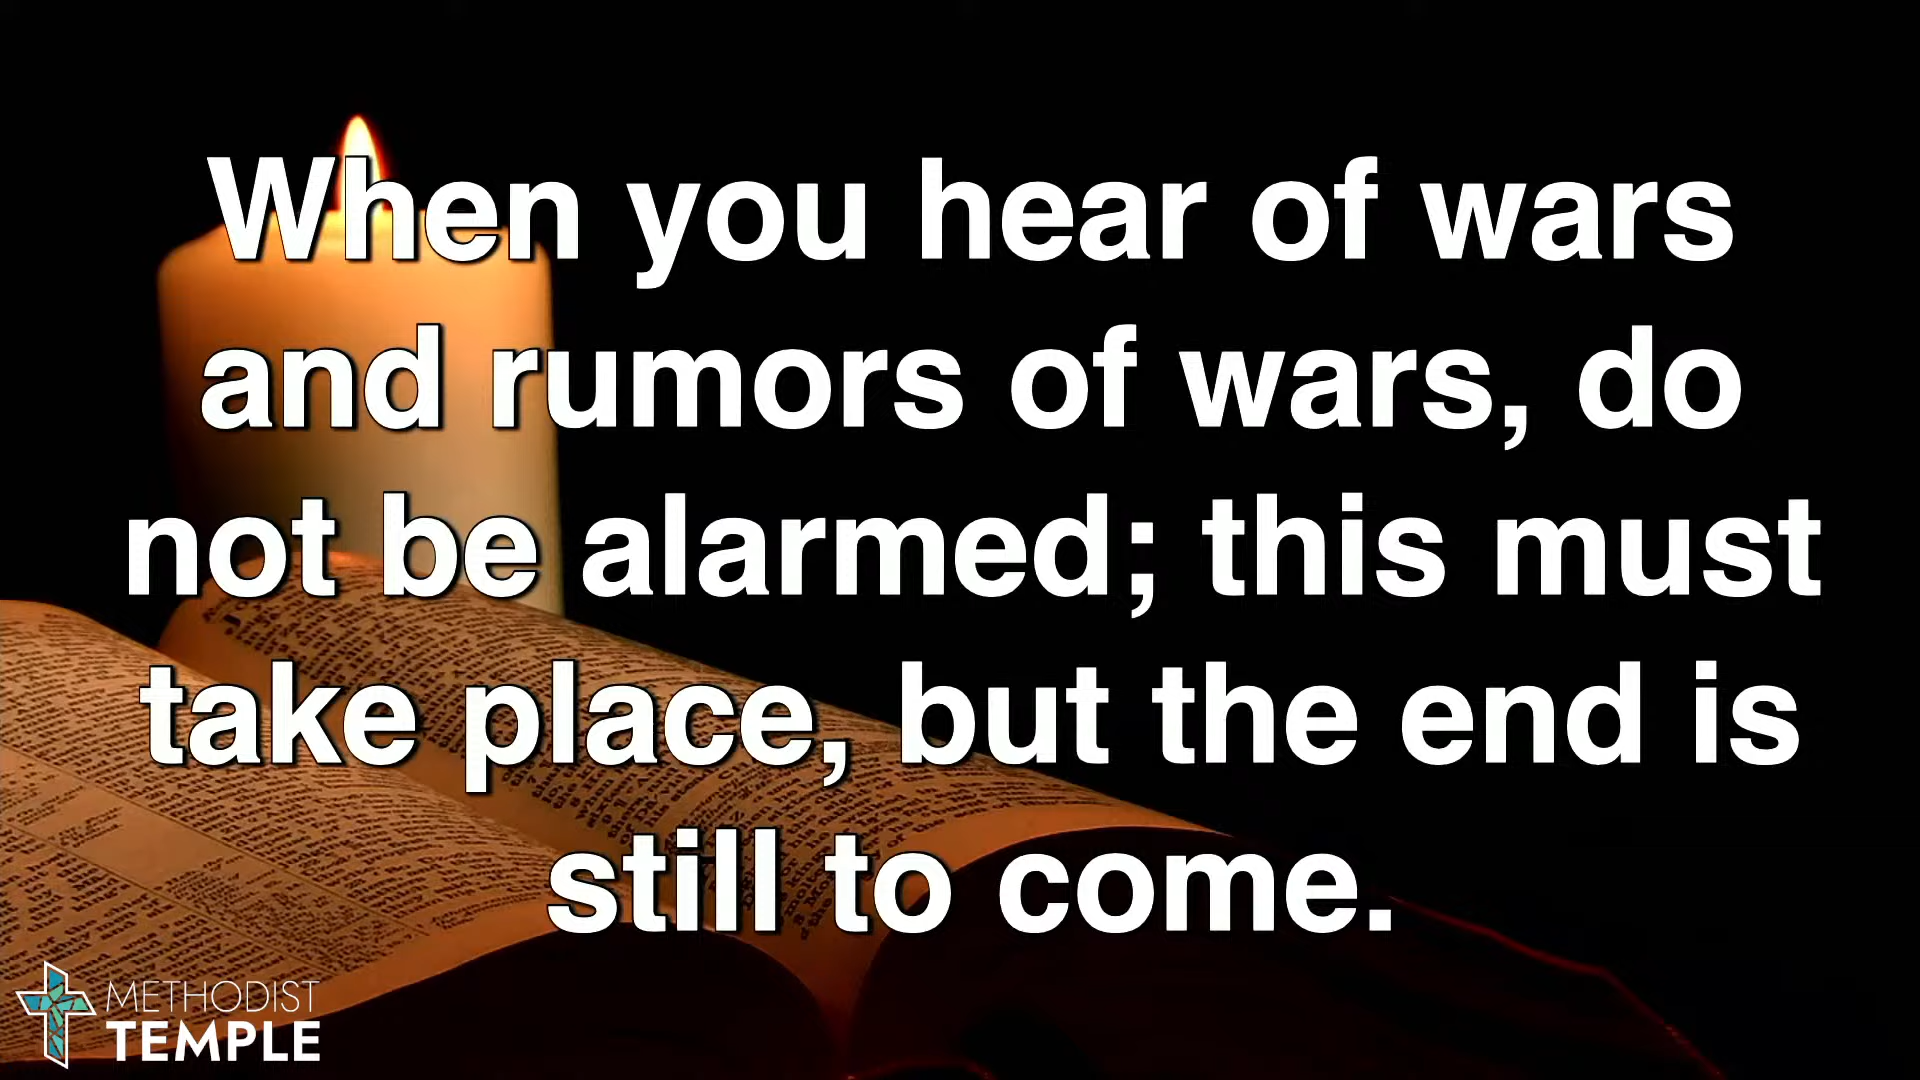 When you hear of wars
and rumors of wars, do
not be alarmed; this must
take place, but the end is
still to come.
METHODIST
TEMPLE